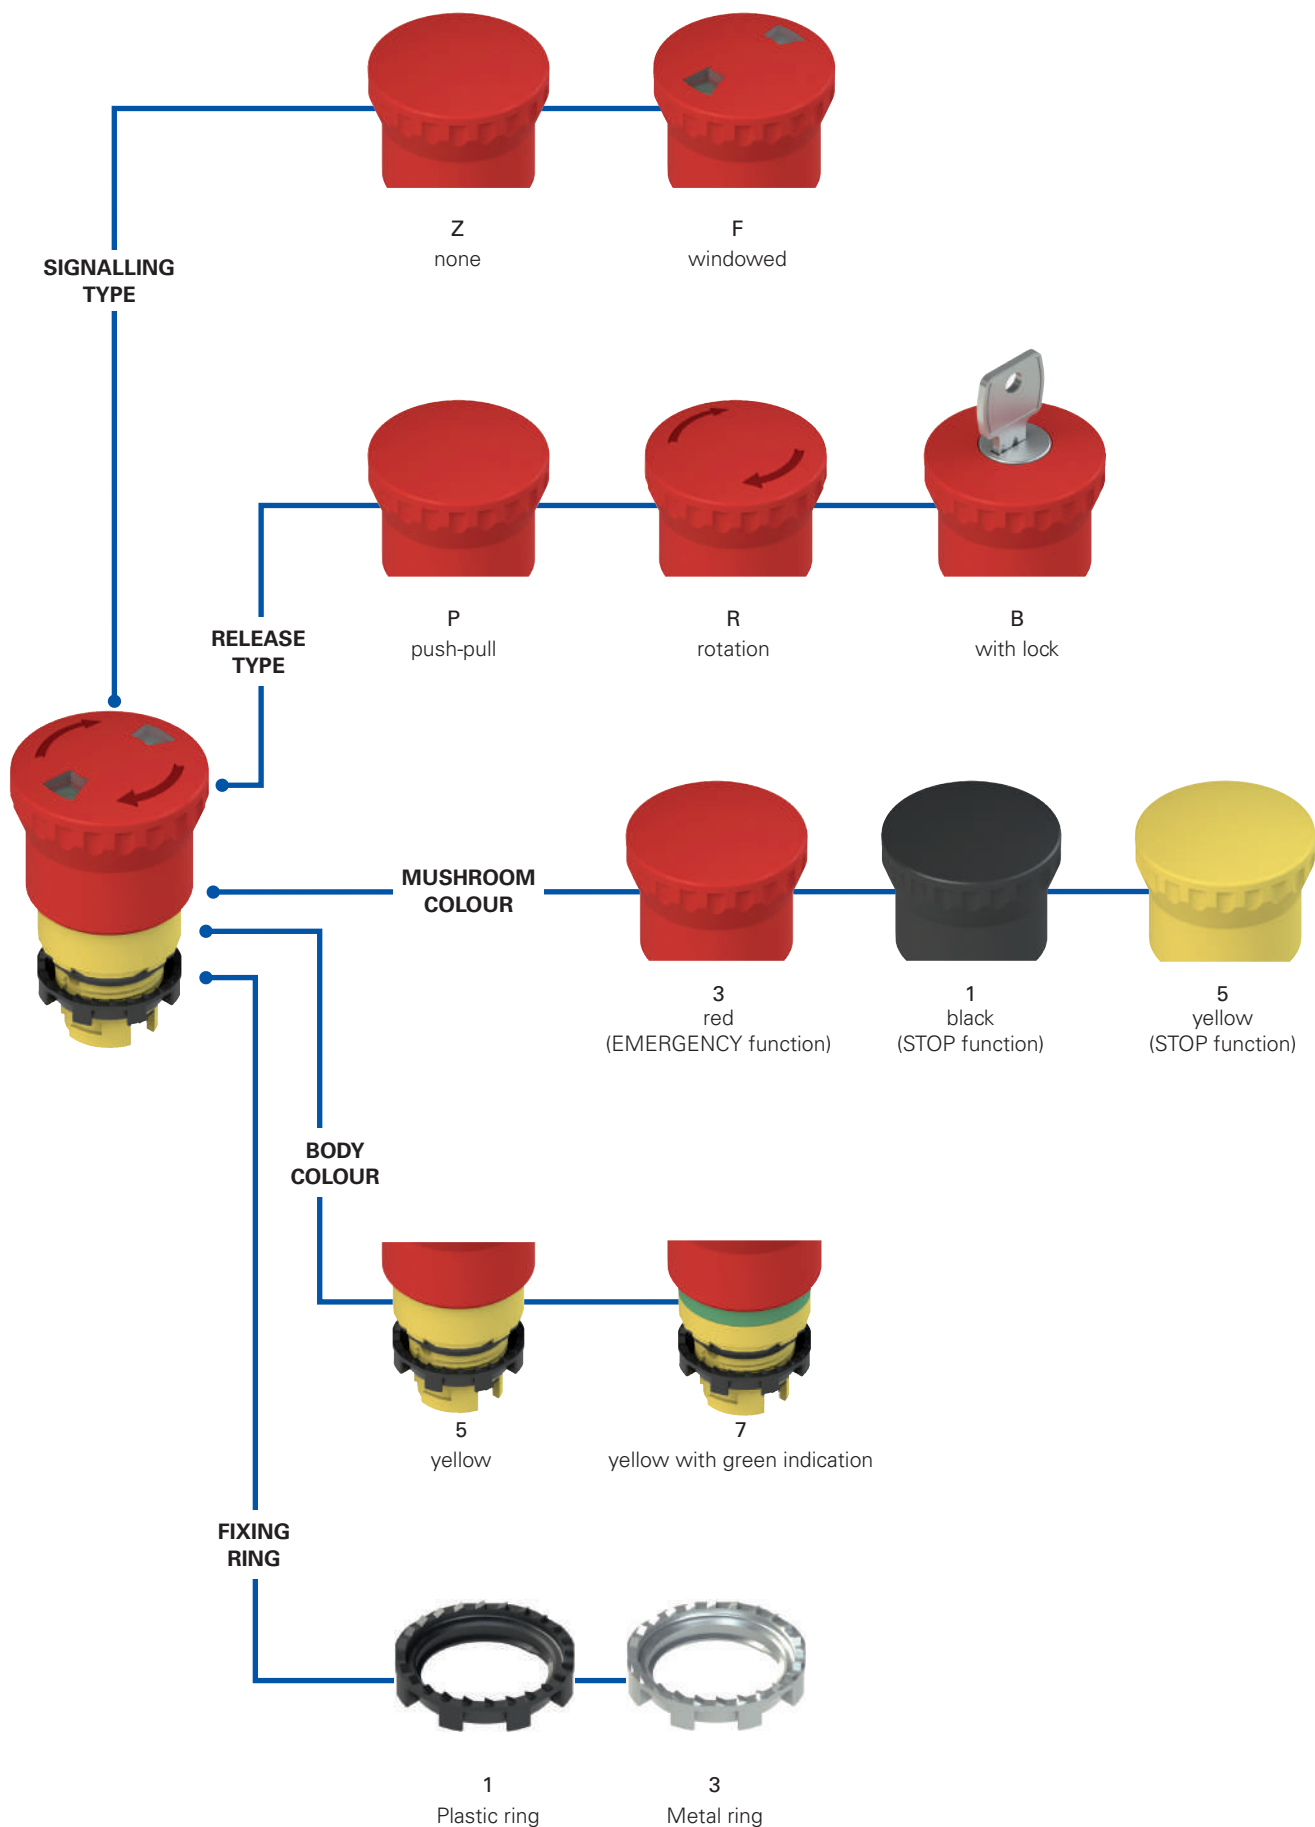 Z
F
none
windowed
SIGNALLING
TYPE
P
R
B
push-pull
rotation
with lock
RELEASE
TYPE
MUSHROOM
COLOUR
3
1
5
red
black
yellow
(EMERGENCY function)
(STOP function)
(STOP function)
BODY
COLOUR
5
7
yellow
yellow with green indication
FIXING
RING
1
3
Plastic ring
Metal ring